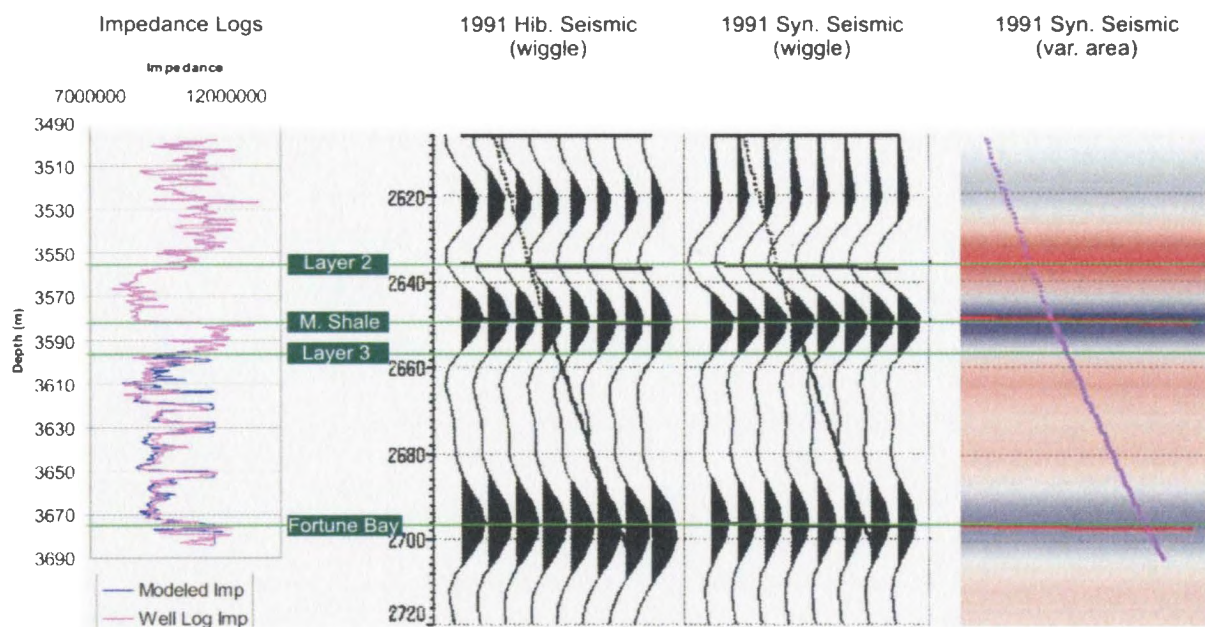 Impedance Logs
1991 Hib. Seismic
(wiggle)
1991 Syn. Seismic
(wiggle)
1991 Syn. Seismic
(var. area)
Impedance
7000000
12000000
Depth (m)
3490
3510
3530
3550
3570
3590
3610
3630
3650
3670
3690
Layer 2
M. Shale
Layer 3
Fortune Bay
2620
2640
2660
2680
2700
2720
Modeled Imp
Well Log Imp